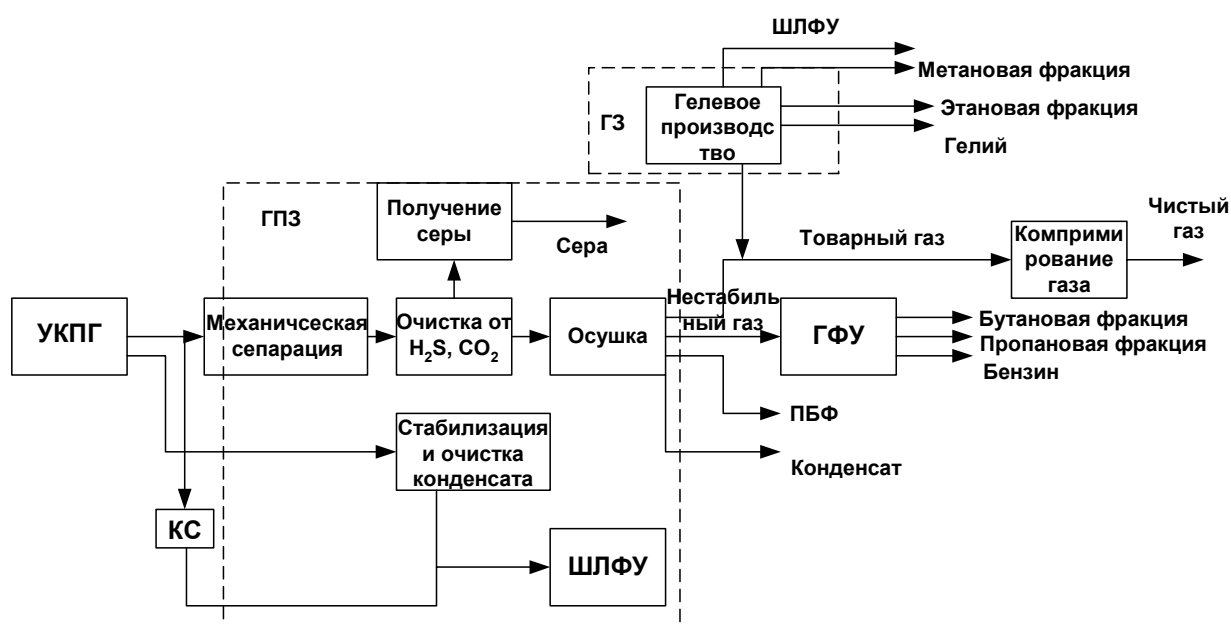 ШЛФУ
Метановая фракция
Гелевое
производс
тво
ГЗ
Этановая фракция
Гелий
ГПЗ
Получение
серы
Сера
Товарный газ
Комприми
рование
газа
Чистый
газ
УКПГ
Механичсеская
сепарация
Очистка от
H₂S, CO₂
Осушка
Нестабиль
ный газ
ГФУ
Бутановая фракция
Пропановая фракция
Бензин
ПБФ
Стабилизация
и очистка
конденсата
Конденсат
КС
ШЛФУ